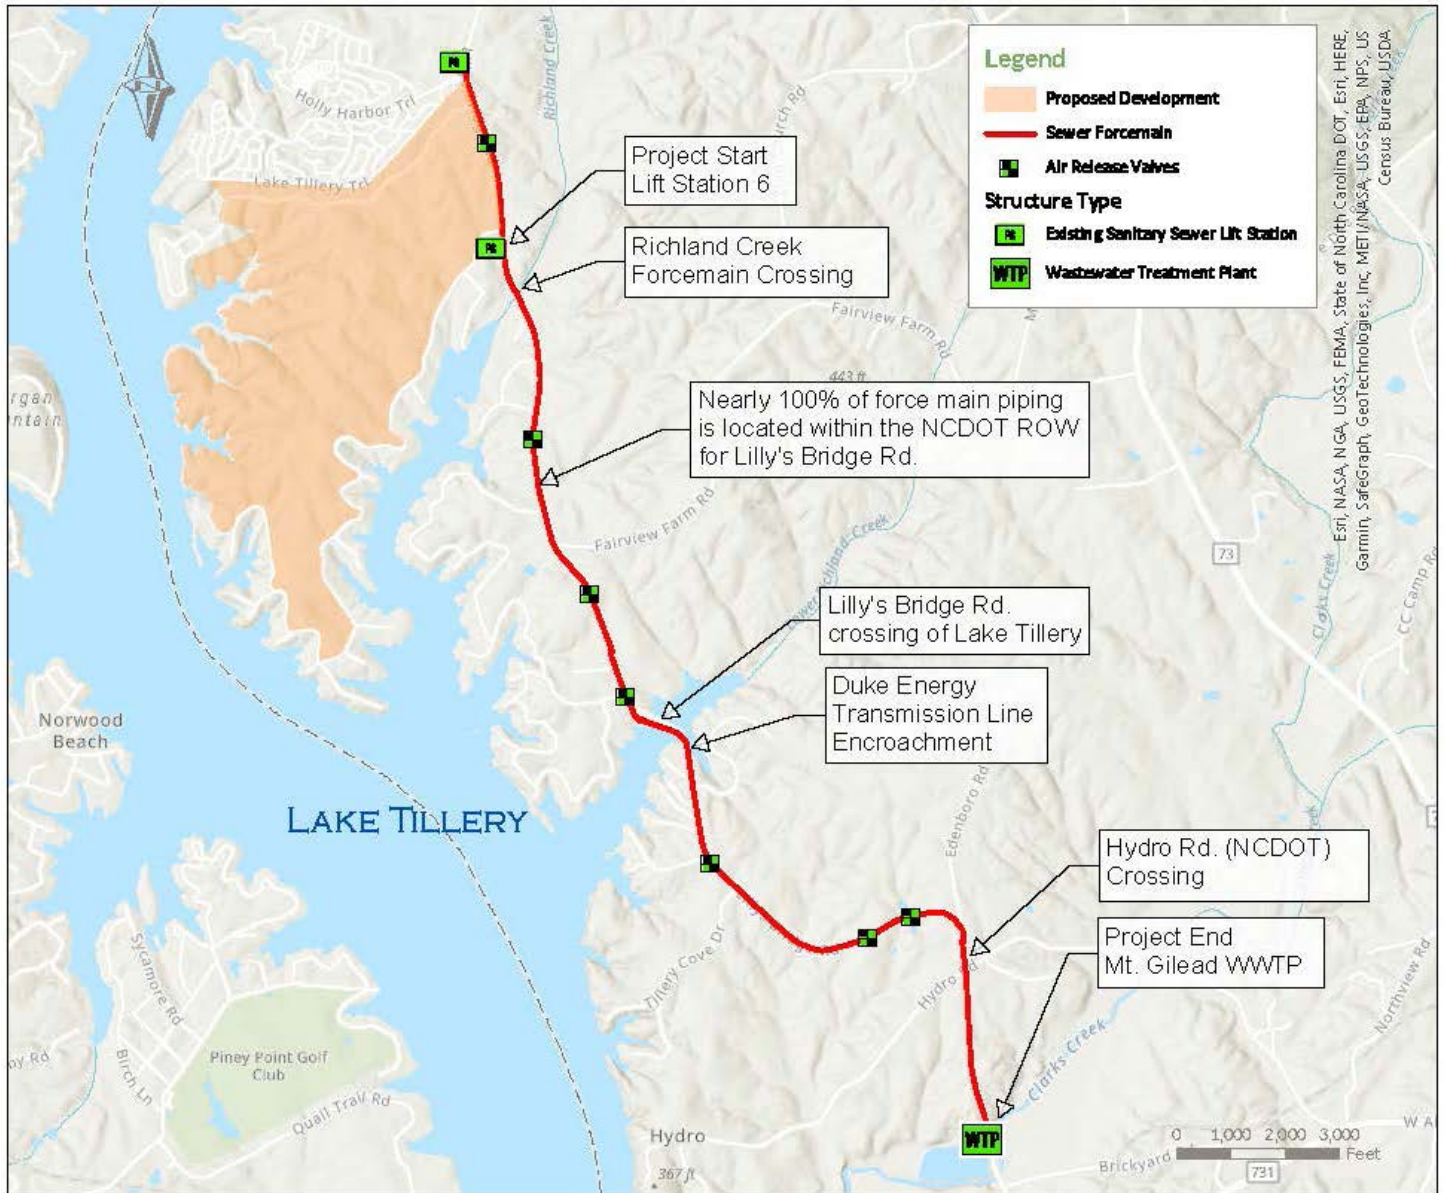 Holly Harbor Trl
Richland Creek
Lake Tillery Trl
Project Start
Lift Station 6
Richland Creek
Forcemain Crossing
Legend
Proposed Development
Sewer Forcemain
Air Release Valves
Structure Type
Existing Sanitary Sewer Lift Station
WTP
Wastewater Treatment Plant
Esri, NASA, NGA, USGS, FEMA, State of North Carolina DOT, Esri, HERE,
Garmin, SafeGraph, GeoTechnologies, Inc, METI/NASA, USGS, EPA, NPS, US
Census Bureau, USDA
Fairview Farm Rd
443 ft
Nearly 100% of force main piping
is located within the NCDOT ROW
for Lilly's Bridge Rd.
Fairview Farm Rd
73
Clarks Creek
CC Camp Rd
Lower Richland Creek
Lilly's Bridge Rd.
crossing of Lake Tillery
Duke Energy
Transmission Line
Encroachment
Norwood
Beach
LAKE TILLERY
Edenboro Rd
Hydro Rd. (NCDOT)
Crossing
Project End
Mt. Gilead WWTP
Hydro Rd
Tillery Cove Dr
Northview Rd
Sycamore Rd
Birch Ln
Piney Point Golf
Club
Quail Trail Rd
Clarks Creek
WTP
Hydro
367 ft
Brickyard
731
0 1,000 2,000 3,000
Feet